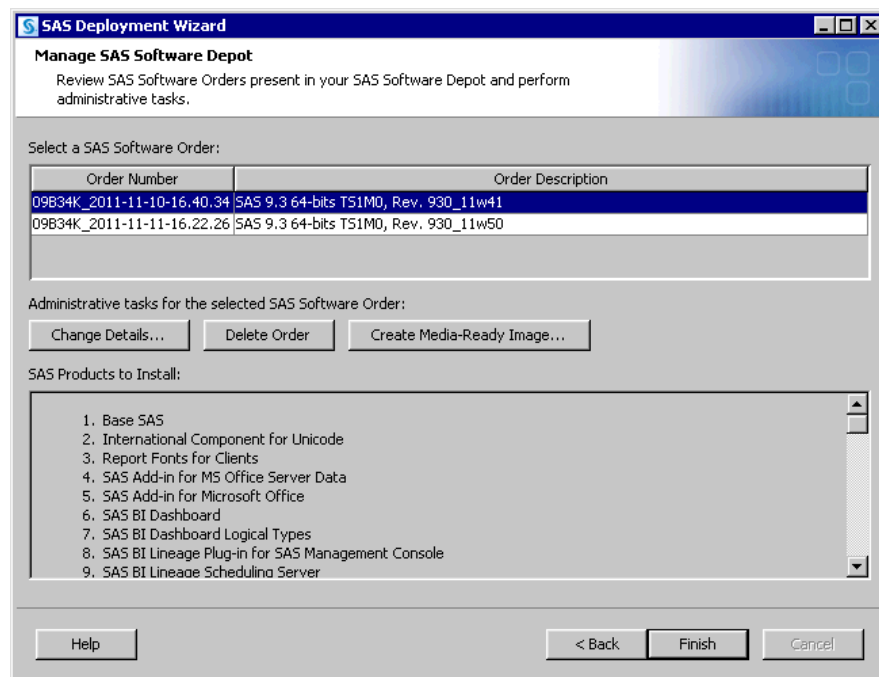 SAS Deployment Wizard
Manage SAS Software Depot
Review SAS Software Orders present in your SAS Software Depot and perform
administrative tasks.
Select a SAS Software Order:
Order Number Order Description
09B34K_2011-11-10-16.40.34 SAS 9.3 64-bits TS1M0, Rev. 930_11w41
09B34K_2011-11-11-16.22.26 SAS 9.3 64-bits TS1M0, Rev. 930_11w50
Administrative tasks for the selected SAS Software Order:
Change Details... Delete Order Create Media-Ready Image...
SAS Products to Install:
1. Base SAS
2. International Component for Unicode
3. Report Fonts for Clients
4. SAS Add-in for MS Office Server Data
5. SAS Add-in for Microsoft Office
6. SAS BI Dashboard
7. SAS BI Dashboard Logical Types
8. SAS BI Lineage Plug-in for SAS Management Console
9. SAS BI Lineage Scheduling Server
Help < Back Finish Cancel